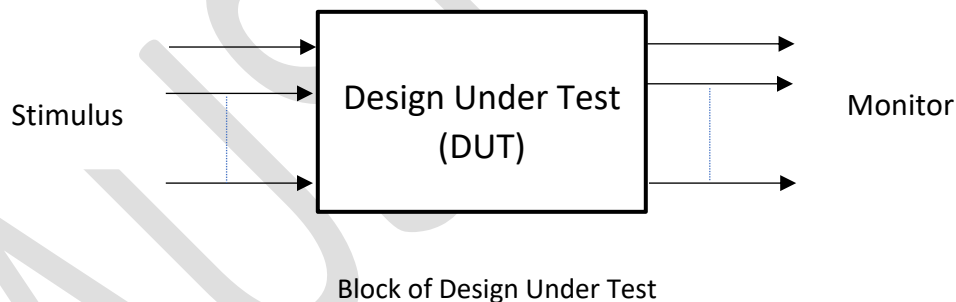 Stimulus
Design Under Test
(DUT)
Monitor
Block of Design Under Test